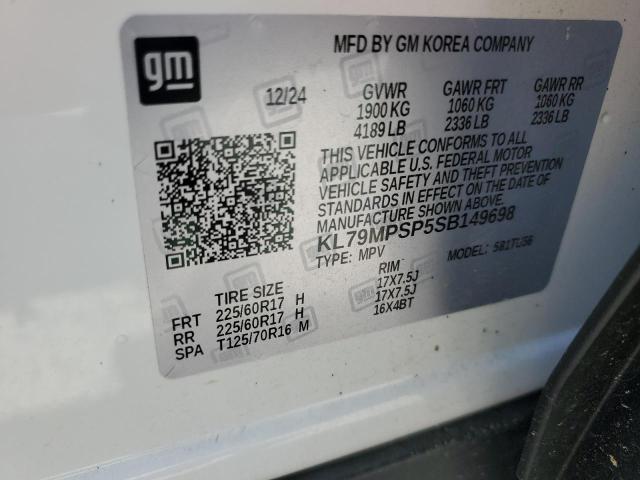 gm
MFD BY GM KOREA COMPANY
12/24 GVWR GAWR FRT GAWR RR
1900 KG 1060 KG 1060 KG
4189 LB 2336 LB 2336 LB
THIS VEHICLE CONFORMS TO ALL
APPLICABLE U.S. FEDERAL MOTOR
VEHICLE SAFETY AND THEFT PREVENTION
STANDARDS IN EFFECT ON THE DATE OF
MANUFACTURE SHOWN ABOVE.
KL79MPSP5SB149698
TYPE: MPV MODEL: 5B1TU56
TIRE SIZE RIM
FRT 225/60R17 H 17X7.5J
RR 225/60R17 H 17X7.5J
SPA T125/70R16 M 16X4BT